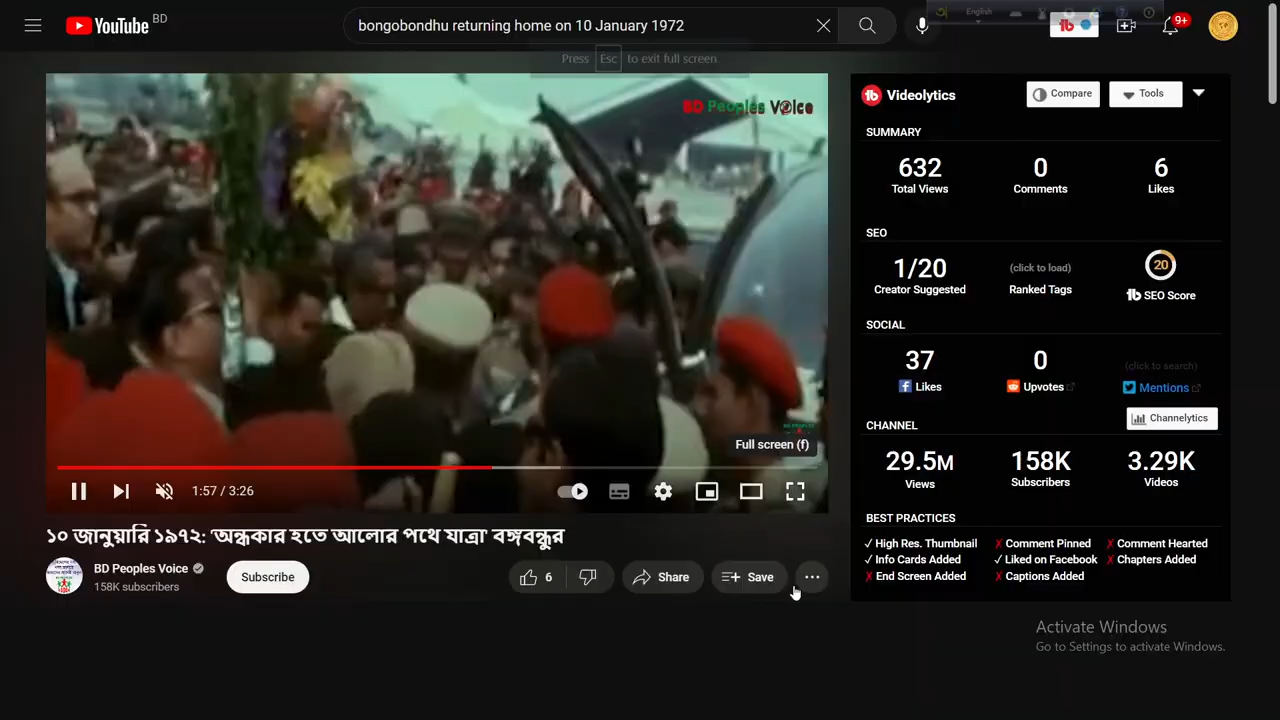 YouTube BD
bongobondhu returning home on 10 January 1972
English
9+
Press Esc to exit full screen
BD Peoples Voice
Full screen (f)
1:57 / 3:26
১০ জানুয়ারি ১৯৭২: 'অন্ধকার হতে আলোর পথে যাত্রা' বঙ্গবন্ধুর
BD Peoples Voice
158K subscribers
Subscribe
6
Share
Save
Videolytics
Compare
Tools
SUMMARY
632 0 6
Total Views Comments Likes
SEO
1/20 (click to load) 20
Creator Suggested Ranked Tags SEO Score
SOCIAL
37 0 (click to search)
Likes Upvotes Mentions
CHANNEL Channelytics
29.5M 158K 3.29K
Views Subscribers Videos
BEST PRACTICES
✓ High Res. Thumbnail ✗ Comment Pinned ✗ Comment Hearted
✓ Info Cards Added ✓ Liked on Facebook ✗ Chapters Added
✗ End Screen Added ✗ Captions Added
Activate Windows
Go to Settings to activate Windows.